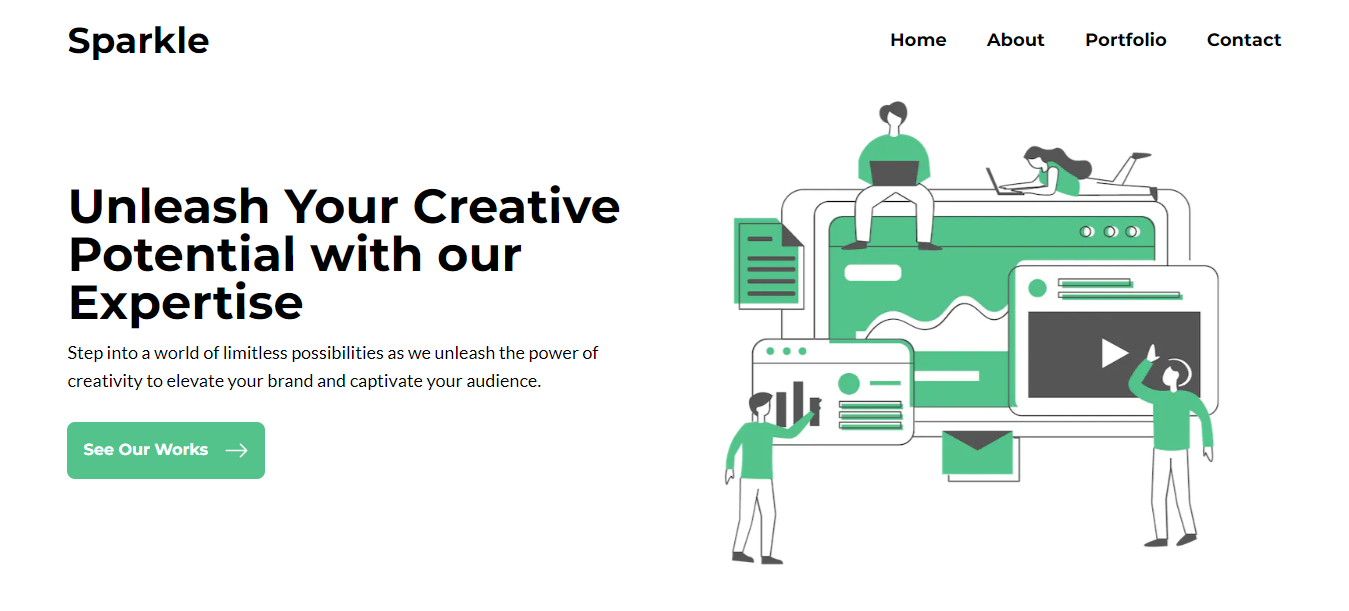 Sparkle
Home About Portfolio Contact
Unleash Your Creative
Potential with our
Expertise
Step into a world of limitless possibilities as we unleash the power of
creativity to elevate your brand and captivate your audience.
See Our Works